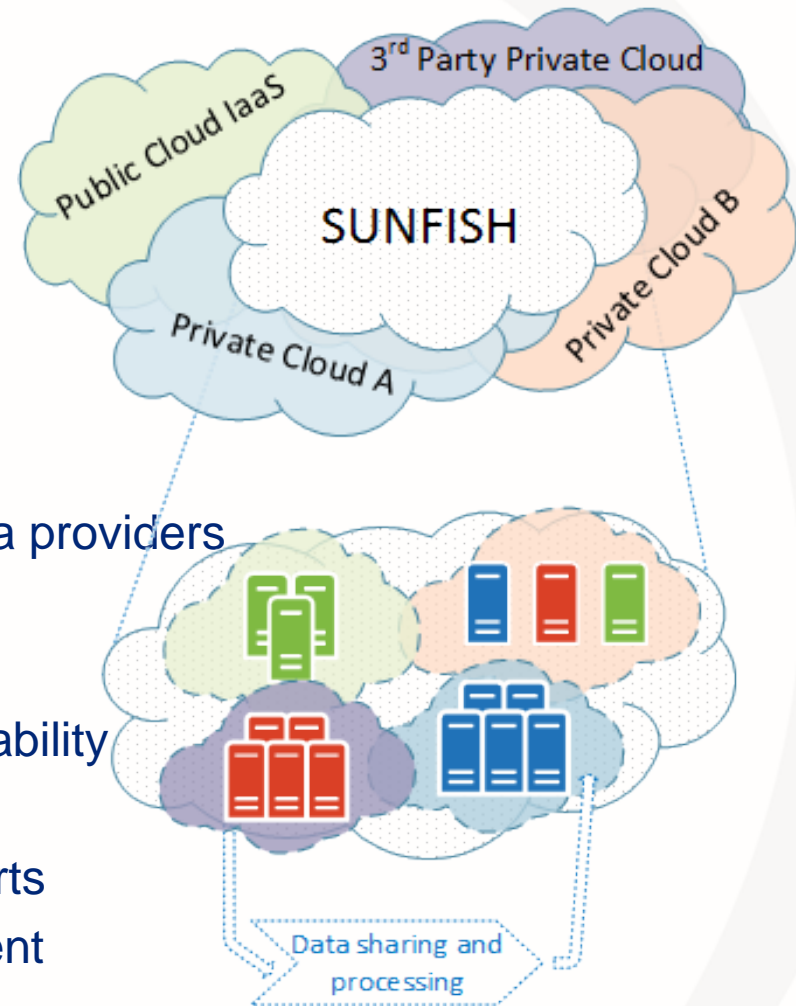 3rd Party Private Cloud
Public Cloud IaaS
SUNFISH
Private Cloud B
Private Cloud A
a providers
ability
rts
ent
Data sharing and
processing